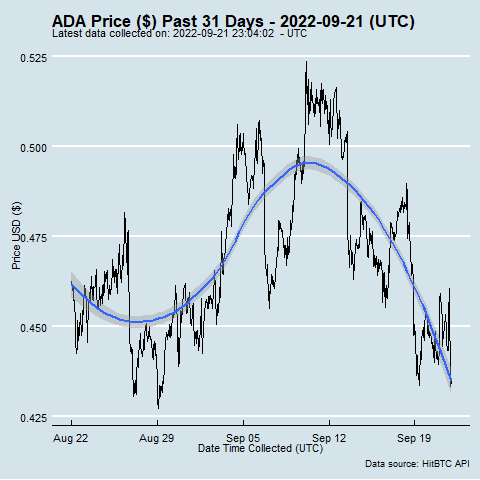 ADA Price ($) Past 31 Days - 2022-09-21 (UTC)
Latest data collected on: 2022-09-21 23:04:02 - UTC
0.525
0.500
0.475
0.450
0.425
Price USD ($)
Aug 22 Aug 29 Sep 05 Sep 12 Sep 19
Date Time Collected (UTC)
Data source: HitBTC API